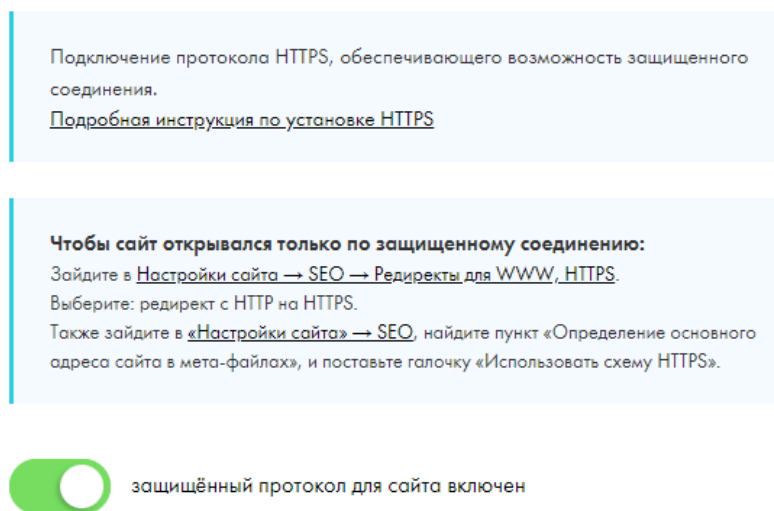 Подключение протокола HTTPS, обеспечивающего возможность защищенного
соединения.
Подробная инструкция по установке HTTPS
Чтобы сайт открывался только по защищенному соединению:
Зайдите в Настройки сайта → SEO → Редиректы для WWW, HTTPS.
Выберите: редирект с HTTP на HTTPS.
Также зайдите в «Настройки сайта» → SEO, найдите пункт «Определение основного
адреса сайта в мета-файлах», и поставьте галочку «Использовать схему HTTPS».
защищённый протокол для сайта включен